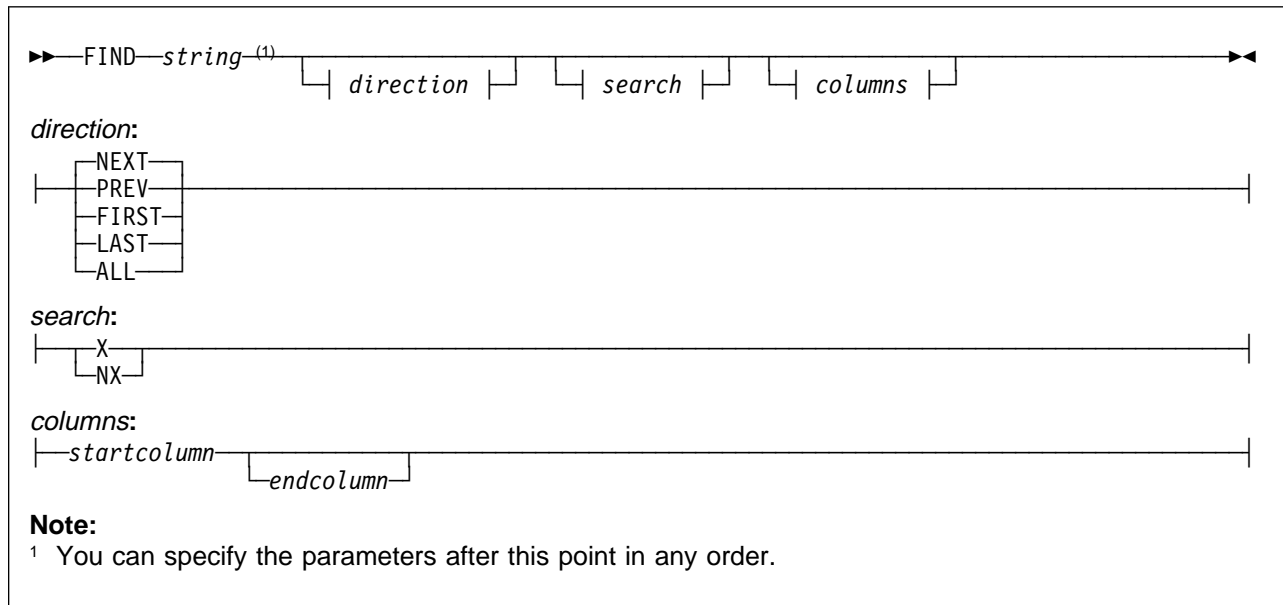 FIND string (1)
direction search columns
direction:
NEXT
PREV
FIRST
LAST
ALL
search:
X
NX
columns:
startcolumn
endcolumn
Note:
1 You can specify the parameters after this point in any order.